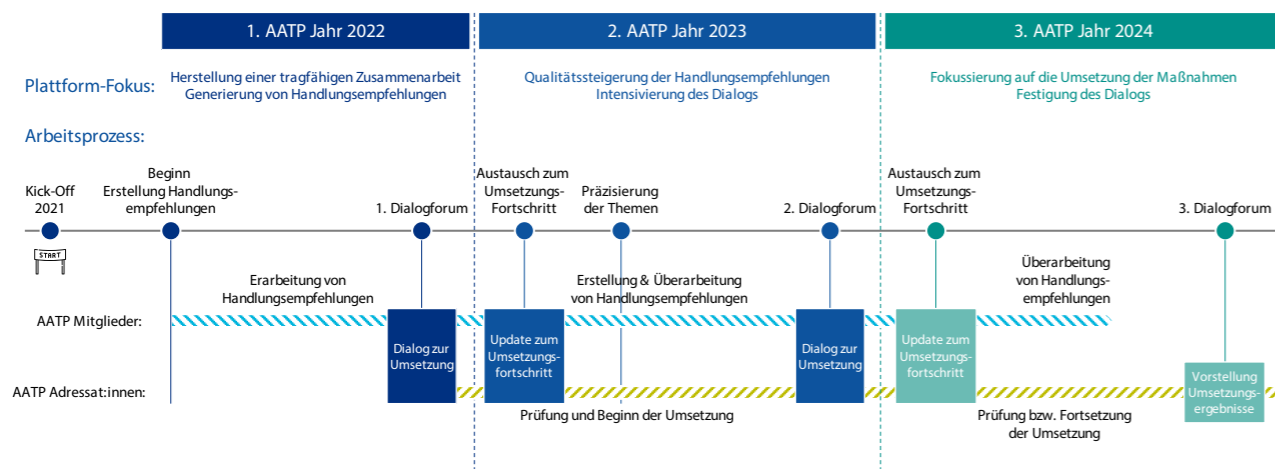 1. AATP Jahr 2022
2. AATP Jahr 2023
3. AATP Jahr 2024
Plattform-Fokus:
Herstellung einer tragfähigen Zusammenarbeit
Generierung von Handlungsempfehlungen
Qualitätssteigerung der Handlungsempfehlungen
Intensivierung des Dialogs
Fokussierung auf die Umsetzung der Maßnahmen
Festigung des Dialogs
Arbeitsprozess:
Kick-Off
2021
Beginn
Erstellung Handlungs-
empfehlungen
1. Dialogforum
Austausch zum
Umsetzungs-
Fortschritt
Präzisierung
der Themen
2. Dialogforum
Austausch zum
Umsetzungs-
Fortschritt
3. Dialogforum
START
Erarbeitung von
Handlungsempfehlungen
Erstellung & Überarbeitung
von Handlungsempfehlungen
Überarbeitung
von Handlungs-
empfehlungen
AATP Mitglieder:
Dialog zur
Umsetzung
Update zum
Umsetzungs-
fortschritt
Dialog zur
Umsetzung
Update zum
Umsetzungs-
fortschritt
AATP Adressat:innen:
Vorstellung
Umsetzungs-
ergebnisse
Prüfung und Beginn der Umsetzung
Prüfung bzw. Fortsetzung
der Umsetzung